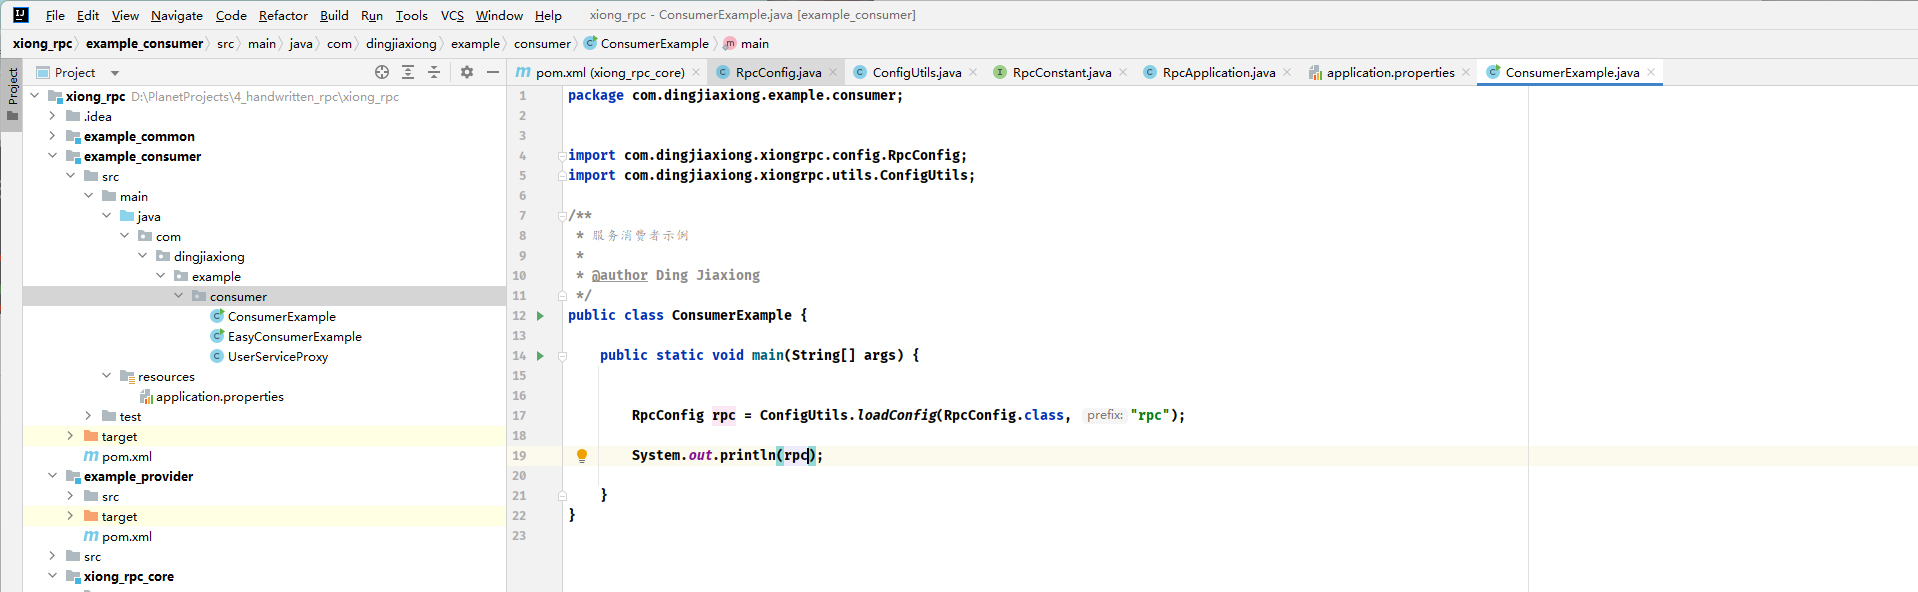 File Edit View Navigate Code Refactor Build Run Tools VCS Window Help xiong_rpc - ConsumerExample.java [example_consumer]
xiong_rpc example_consumer src main java com dingjiaxiong example consumer ConsumerExample main
Project
Project
pom.xml (xiong_rpc_core) RpcConfig.java ConfigUtils.java RpcConstant.java RpcApplication.java application.properties ConsumerExample.java
xiong_rpc D:\PlanetProjects\4_handwritten_rpc\xiong_rpc
.idea
example_common
example_consumer
src
main
java
com
dingjiaxiong
example
consumer
ConsumerExample
EasyConsumerExample
UserServiceProxy
resources
application.properties
test
target
pom.xml
example_provider
src
target
pom.xml
src
xiong_rpc_core
1 package com.dingjiaxiong.example.consumer;
2
3
4 import com.dingjiaxiong.xiongrpc.config.RpcConfig;
5 import com.dingjiaxiong.xiongrpc.utils.ConfigUtils;
6
7 /**
8 * 服务消费者示例
9 *
10 * @author Ding Jiaxiong
11 */
12 public class ConsumerExample {
13
14 public static void main(String[] args) {
15
16
17 RpcConfig rpc = ConfigUtils.loadConfig(RpcConfig.class, prefix: "rpc");
18
19 System.out.println(rpc);
20
21 }
22 }
23